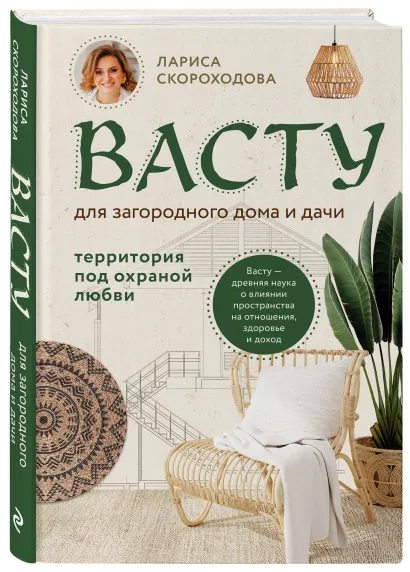 ЛАРИСА
СКОРОХОДОВА
ВАСТУ
для загородного дома и дачи
территория
под охраной
любви
Васту —
древняя наука
о влиянии
пространства
на отношения,
здоровье
и доход
ЛАРИСА
СКОРОХОДОВА
ВАСТУ
для загородного
дома и дачи